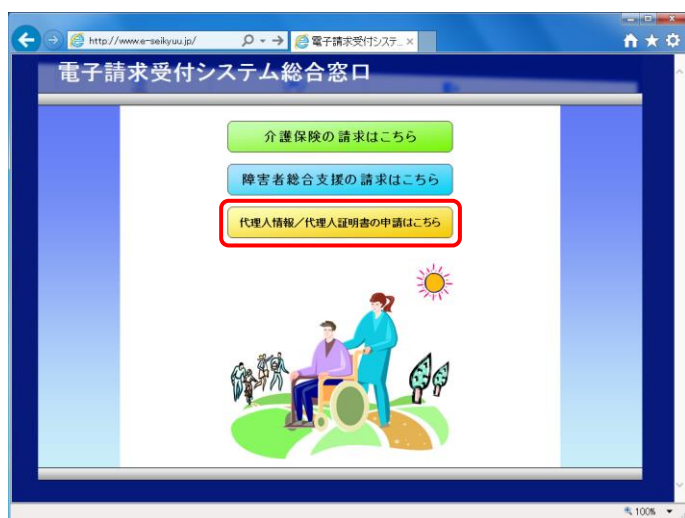 http://www.e-seikyuu.jp/
電子請求受付システ...
電子請求受付システム総合窓口
介護保険の請求はこちら
障害者総合支援の請求はこちら
代理人情報／代理人証明書の申請はこちら
100%